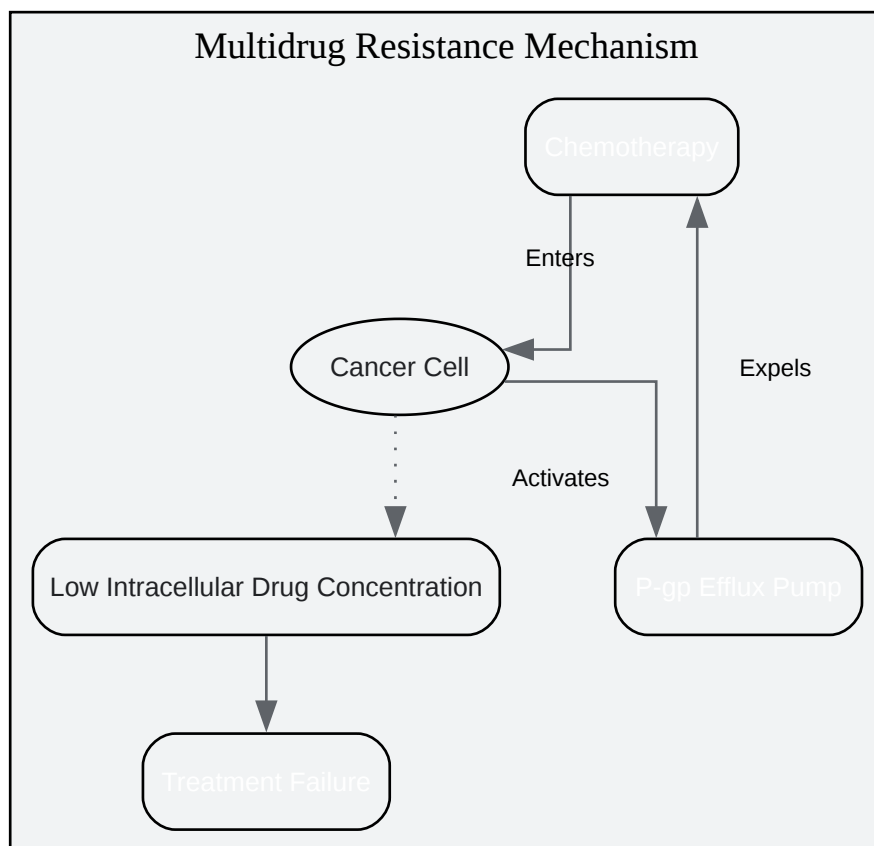 Multidrug Resistance Mechanism
Chemotherapy
Enters
Cancer Cell
Expels
Activates
Low Intracellular Drug Concentration
P-gp Efflux Pump
Treatment Failure